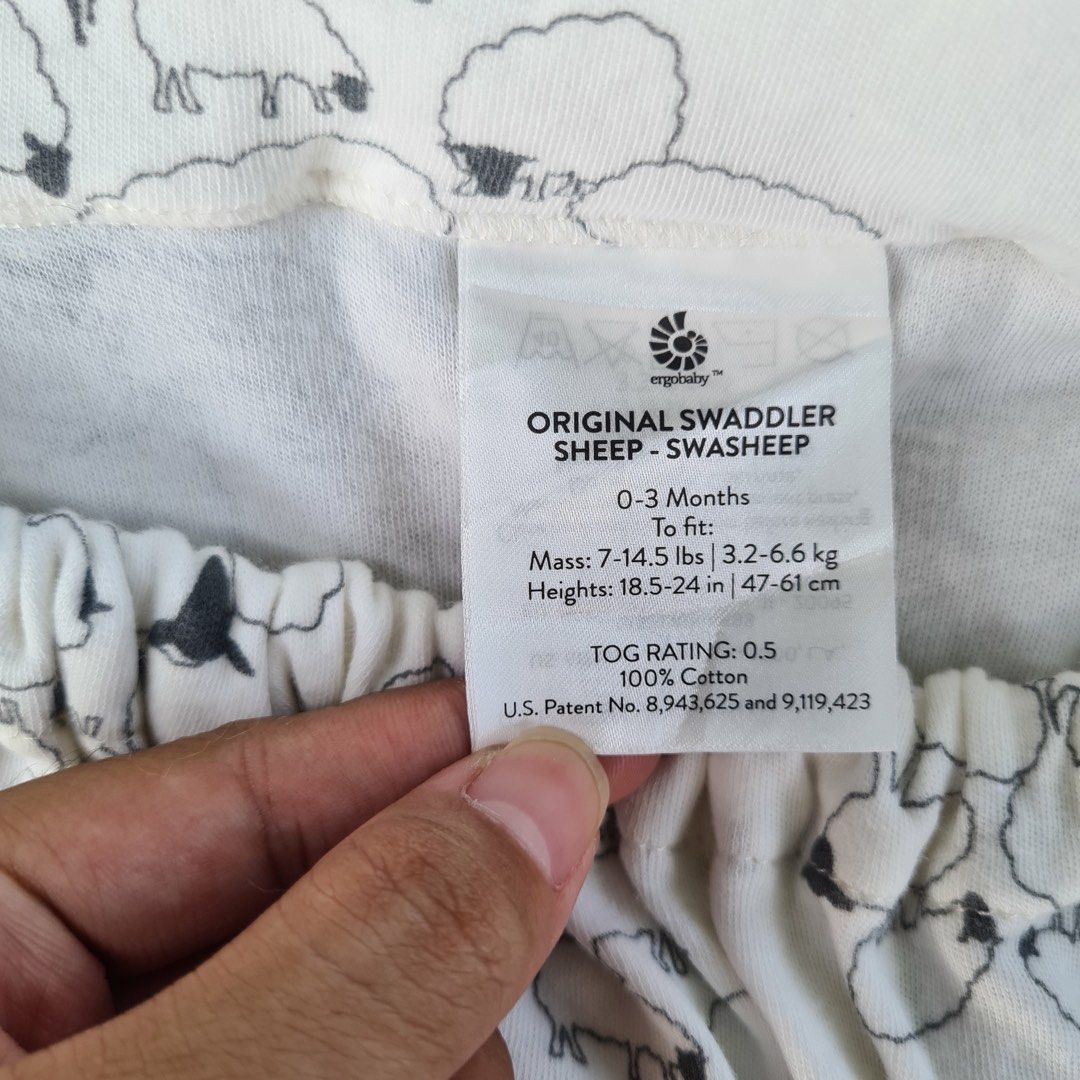 ergobaby™
ORIGINAL SWADDLER
SHEEP - SWASHEEP
0-3 Months
To fit:
Mass: 7-14.5 lbs | 3.2-6.6 kg
Heights: 18.5-24 in | 47-61 cm
TOG RATING: 0.5
100% Cotton
U.S. Patent No. 8,943,625 and 9,119,423